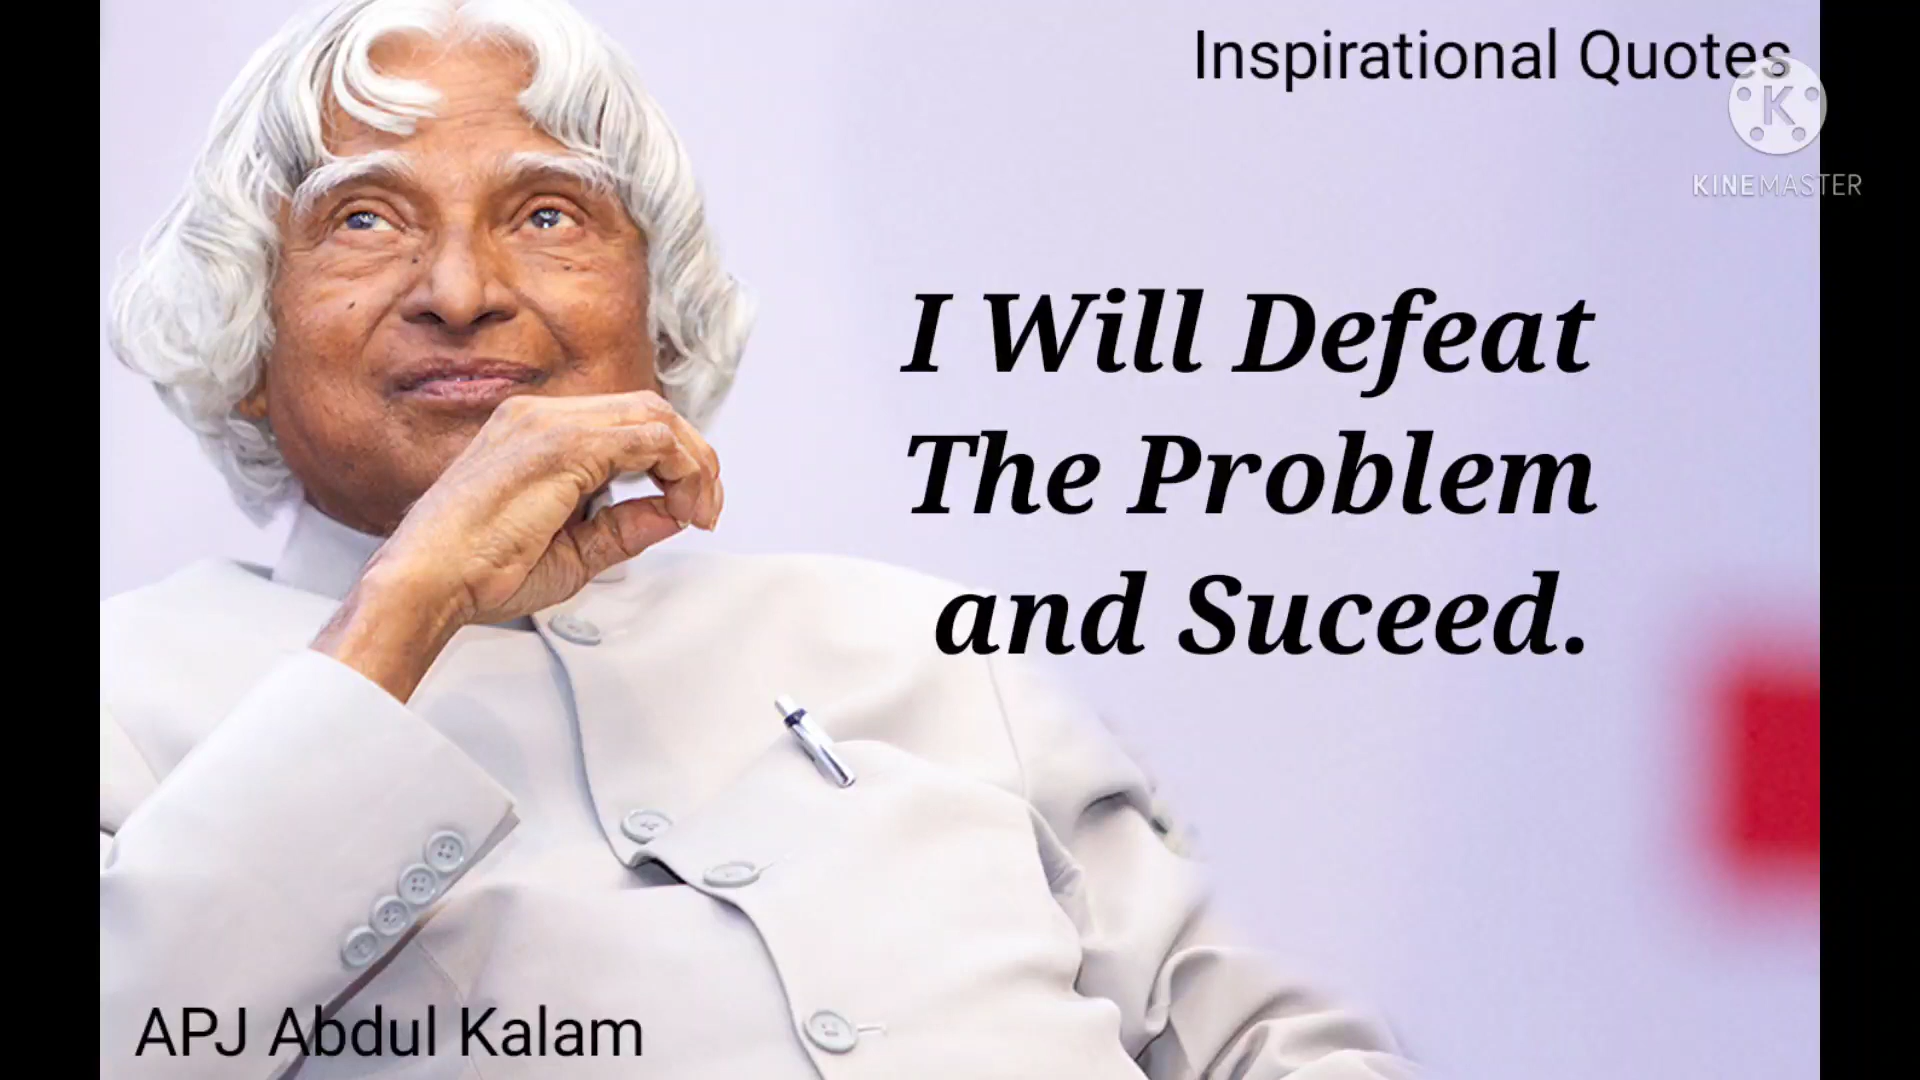 Inspirational Quotes
K
KINEMASTER
I Will Defeat
The Problem
and Suceed.
APJ Abdul Kalam